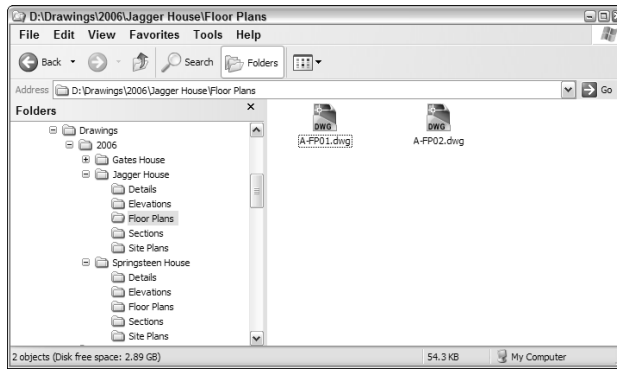 D:\Drawings\2006\Jagger House\Floor Plans
File Edit View Favorites Tools Help
Back Search Folders
Address D:\Drawings\2006\Jagger House\Floor Plans Go
Folders
Drawings
2006
Gates House
Jagger House
Details
Elevations
Floor Plans
Sections
Site Plans
Springsteen House
Details
Elevations
Floor Plans
Sections
Site Plans
DWG DWG
A-FP01.dwg A-FP02.dwg
2 objects (Disk free space: 2.89 GB) 54.3 KB My Computer